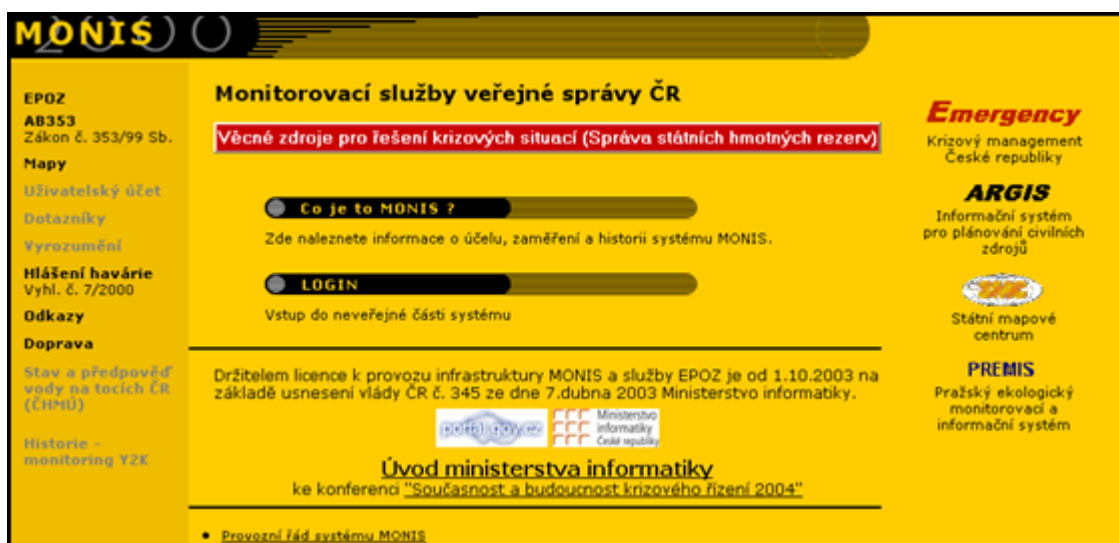 MONIS
2000
EPOZ
AB353
Zákon č. 353/99 Sb.
Mapy
Uživatelský účet
Dotazníky
Vyrozumění
Hlášení havárie
Vyhl. č. 7/2000
Odkazy
Doprava
Stav a předpověď
vody na tocích ČR
(ČHMÚ)
Historie -
monitoring Y2K
Monitorovací služby veřejné správy ČR
Věcné zdroje pro řešení krizových situací (Správa státních hmotných rezerv)
Co je to MONIS ?
Zde naleznete informace o účelu, zaměření a historii systému MONIS.
LOGIN
Vstup do neveřejné části systému
Držitelem licence k provozu infrastruktury MONIS a služby EPOZ je od 1.10.2003 na
základě usnesení vlády ČR č. 345 ze dne 7.dubna 2003 Ministerstvo informatiky.
portal.gov.cz
Ministerstvo
informatiky
České republiky
Úvod ministerstva informatiky
ke konferenci "Současnost a budoucnost krizového řízení 2004"
Provozní řád systému MONIS
Emergency
Krizový management
České republiky
ARGIS
Informační systém
pro plánování civilních
zdrojů
Státní mapové
centrum
PREMIS
Pražský ekologický
monitorovací a
informační systém